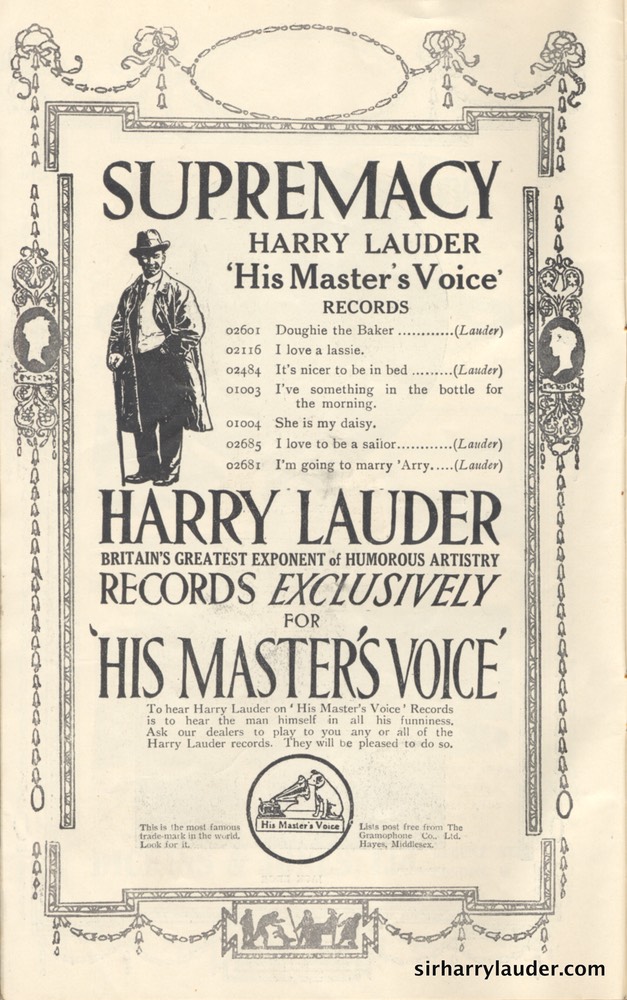 SUPREMACY
HARRY LAUDER
'His Master's Voice'
RECORDS
02601 Doughie the Baker ............(Lauder)
02116 I love a lassie.
02484 It's nicer to be in bed .........(Lauder)
01003 I've something in the bottle for
the morning.
01004 She is my daisy.
02685 I love to be a sailor............(Lauder)
02681 I'm going to marry 'Arry.....(Lauder)
HARRY LAUDER
BRITAIN'S GREATEST EXPONENT of HUMOROUS ARTISTRY
RECORDS EXCLUSIVELY
FOR
'HIS MASTER'S VOICE'
To hear Harry Lauder on 'His Master's Voice' Records
is to hear the man himself in all his funniness.
Ask our dealers to play to you any or all of the
Harry Lauder records. They will be pleased to do so.
His Master's Voice
This is the most famous
trade-mark in the world.
Look for it.
Lists post free from The
Gramophone Co., Ltd.
Hayes, Middlesex.
sirharrylauder.com